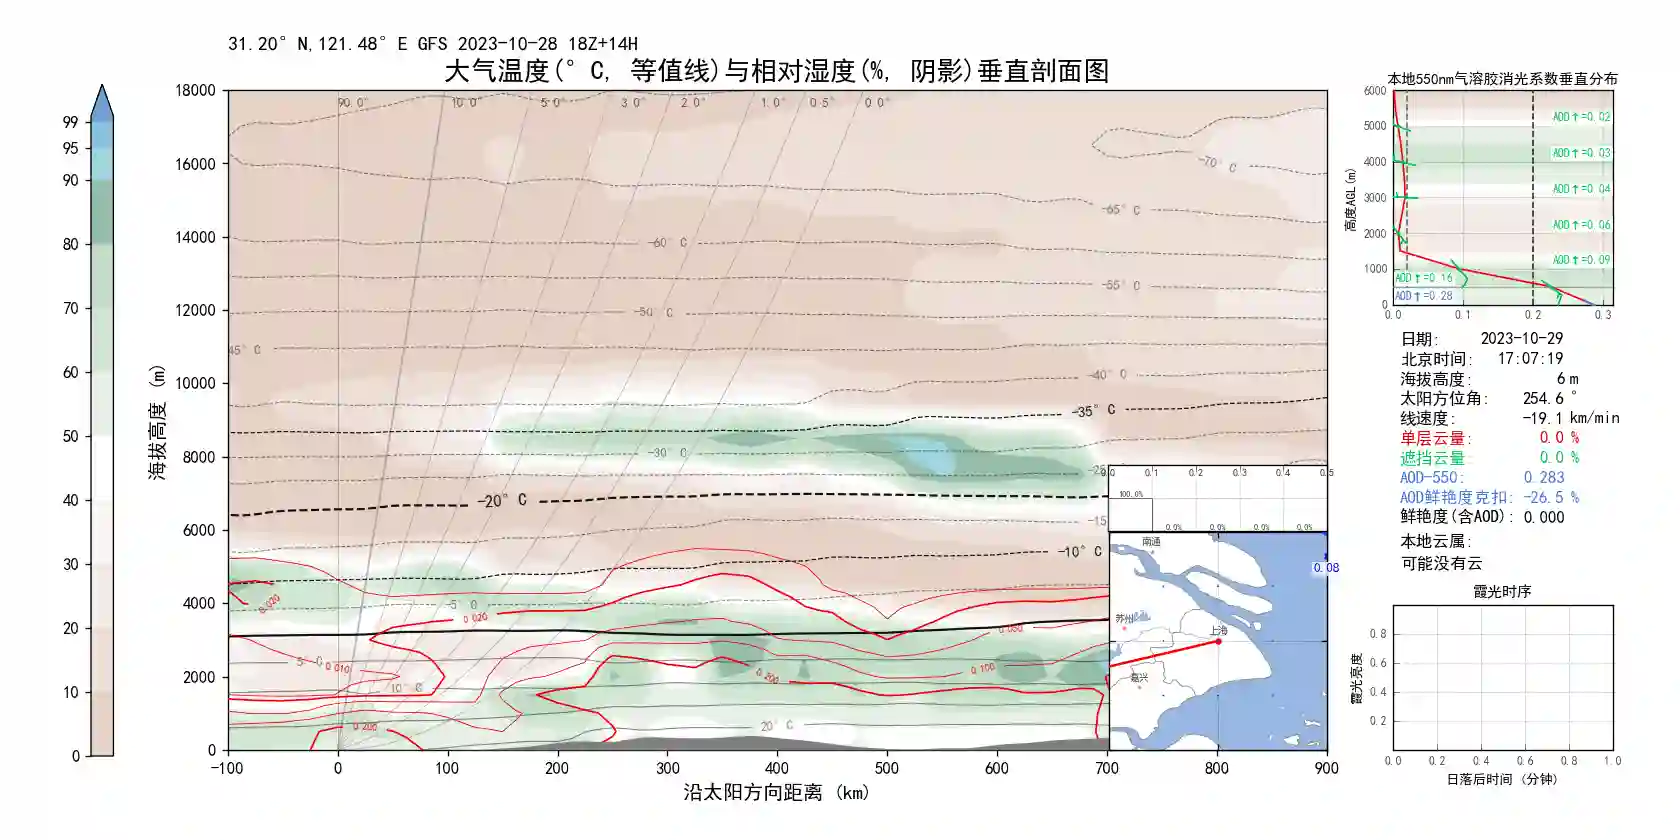 31.20°N,121.48°E GFS 2023-10-28 18Z+14H
大气温度(°C, 等值线)与相对湿度(%, 阴影)垂直剖面图
99
95
90
80
70
60
50
40
30
20
10
0
海拔高度 (m)
18000
16000
14000
12000
10000
8000
6000
4000
2000
0
90.0° 10.0° 5.0° 3.0° 2.0° 1.0° 0.5° 0.0°
-70°C
-65°C
-60°C
-55°C
-50°C
45°C
-40°C
-35°C
-30°C
-25
-20°C
-15
-10°C
-5°0
0.020
0.020
0.050
5°0
0.010
0.100
0.200
10°C
0.200
20°C
-100 0 100 200 300 400 500 600 700 800 900
沿太阳方向距离 (km)
0.0 0.1 0.2 0.3 0.4 0.5
100.0%
0.0% 0.0% 0.0% 0.0%
南通
0.08
苏州
上海
嘉兴
本地550nm气溶胶消光系数垂直分布
高度AGL(m)
6000
5000
4000
3000
2000
1000
0
AOD↑=0.02
AOD↑=0.03
AOD↑=0.04
AOD↑=0.06
AOD↑=0.09
AOD↑=0.16
AOD↑=0.28
0.0 0.1 0.2 0.3
日期: 2023-10-29
北京时间: 17:07:19
海拔高度: 6 m
太阳方位角: 254.6 °
线速度: -19.1 km/min
单层云量: 0.0 %
遮挡云量: 0.0 %
AOD-550: 0.283
AOD鲜艳度克扣: -26.5 %
鲜艳度(含AOD): 0.000
本地云属:
可能没有云
霞光时序
霞光亮度
0.8
0.6
0.4
0.2
0.0 0.2 0.4 0.6 0.8 1.0
日落后时间 (分钟)